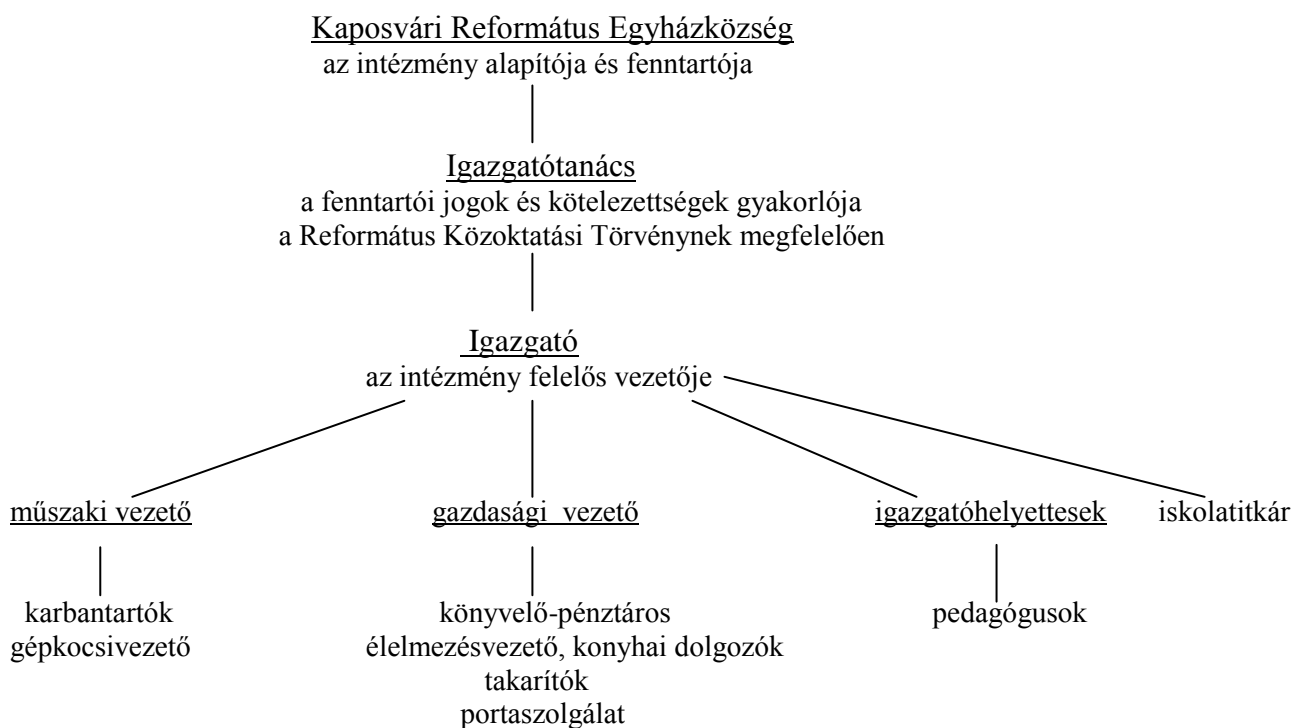 Kaposvári Református Egyházközség
az intézmény alapítója és fenntartója
Igazgatótanács
a fenntartói jogok és kötelezettségek gyakorlója
a Református Közoktatási Törvénynek megfelelően
Igazgató
az intézmény felelős vezetője
műszaki vezető
gazdasági vezető
igazgatóhelyettesek
iskolatitkár
karbantartók
gépkocsivezető
könyvelő-pénztáros
élelmezésvezető, konyhai dolgozók
takarítók
portaszolgálat
pedagógusok